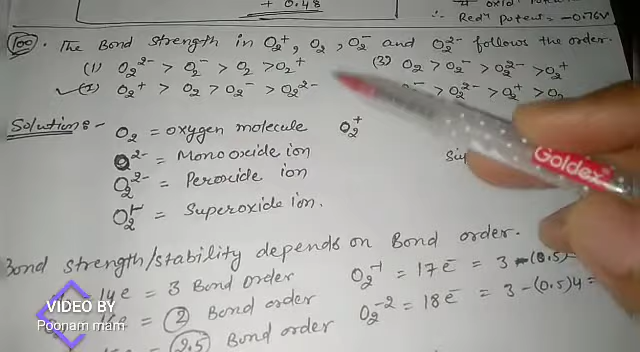 + 0.48
∴ Redⁿ Potent = -0.76V
(100) The Bond Strength in O₂⁺, O₂, O₂⁻ and O₂²⁻ follows the order.
(1) O₂²⁻ > O₂⁻ > O₂ > O₂⁺ (3) O₂ > O₂⁻ > O₂²⁻ > O₂⁺
✓(2) O₂⁺ > O₂ > O₂⁻ > O₂²⁻ > O₂²⁻ > O₂⁺ > O₂
Solution:- O₂ = oxygen molecule O₂⁺
O²⁻ = Monooxide ion
O₂²⁻ = Peroxide ion
O₂⁻¹ = Superoxide ion.
Goldex
Bond strength/stability depends on Bond order.
14e = 3 Bond order O₂⁻¹ = 17e⁻ = 3-(0.5)
= (2) Bond order O₂⁻² = 18e⁻ = 3-(0.5)4 =
= (2.5) Bond order
VIDEO BY
Poonam mam